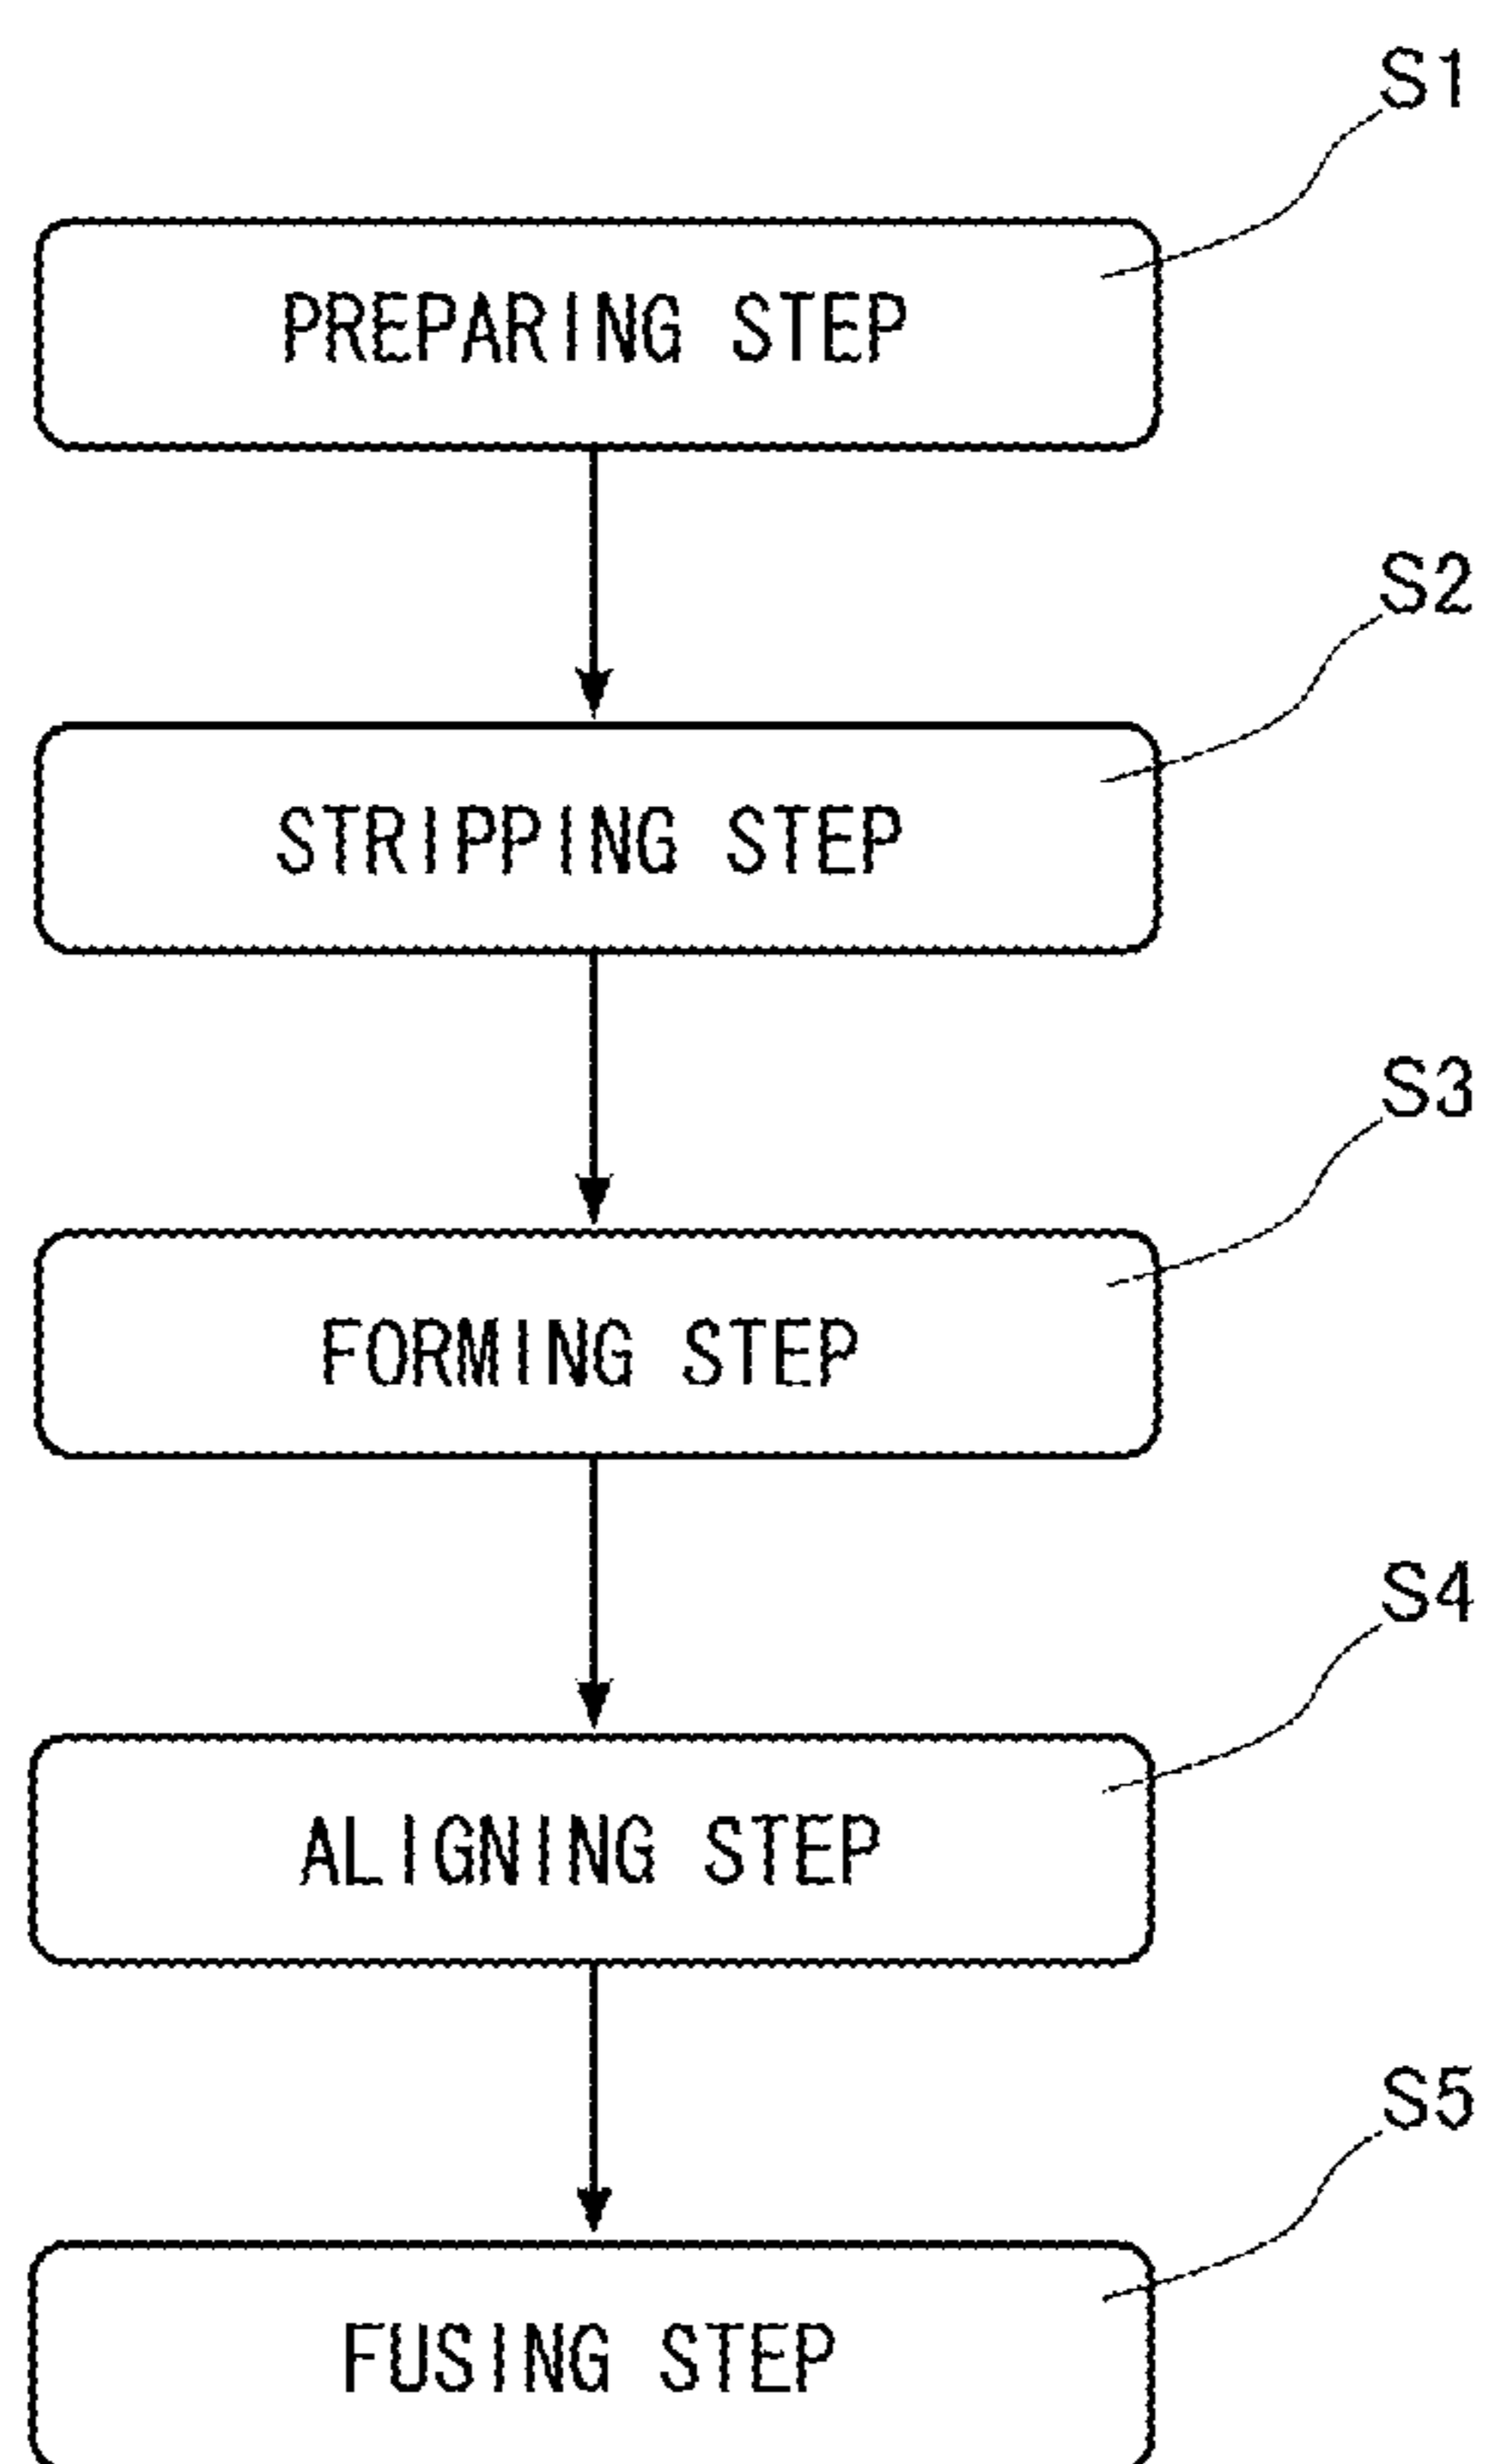 S1
PREPARING STEP
S2
STRIPPING STEP
S3
FORMING STEP
S4
ALIGNING STEP
S5
FUSING STEP